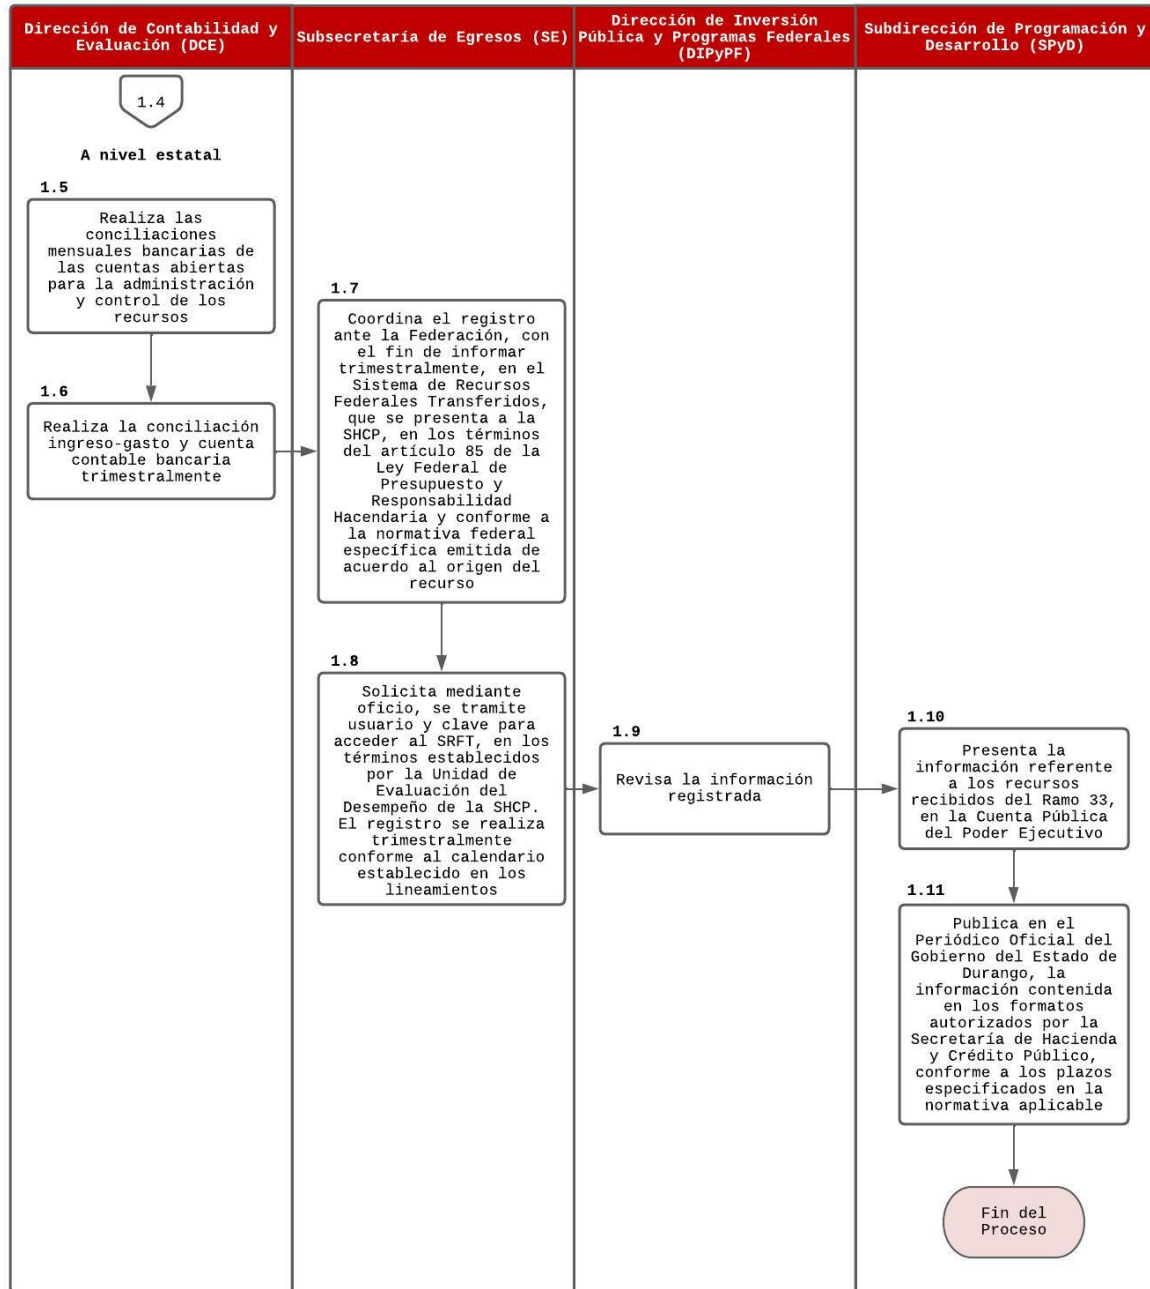 Dirección de Contabilidad y
Evaluación (DCE)
Subsecretaría de Egresos (SE)
Dirección de Inversión
Pública y Programas Federales
(DIPyPF)
Subdirección de Programación y
Desarrollo (SPyD)
1.4
A nivel estatal
1.5
Realiza las
conciliaciones
mensuales bancarias de
las cuentas abiertas
para la administración
y control de los
recursos
1.6
Realiza la conciliación
ingreso-gasto y cuenta
contable bancaria
trimestralmente
1.7
Coordina el registro
ante la Federación, con
el fin de informar
trimestralmente, en el
Sistema de Recursos
Federales Transferidos,
que se presenta a la
SHCP, en los términos
del artículo 85 de la
Ley Federal de
Presupuesto y
Responsabilidad
Hacendaria y conforme a
la normativa federal
específica emitida de
acuerdo al origen del
recurso
1.8
Solicita mediante
oficio, se tramite
usuario y clave para
acceder al SRFT, en los
términos establecidos
por la Unidad de
Evaluación del
Desempeño de la SHCP.
El registro se realiza
trimestralmente
conforme al calendario
establecido en los
lineamientos
1.9
Revisa la información
registrada
1.10
Presenta la
información referente
a los recursos
recibidos del Ramo 33,
en la Cuenta Pública
del Poder Ejecutivo
1.11
Publica en el
Periódico Oficial del
Gobierno del Estado de
Durango, la
información contenida
en los formatos
autorizados por la
Secretaría de Hacienda
y Crédito Público,
conforme a los plazos
especificados en la
normativa aplicable
Fin del
Proceso